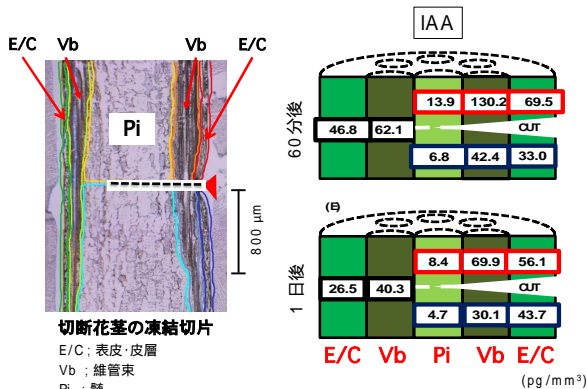 E/C Vb Vb E/C
Pi
800 μm
切断花茎の凍結切片
E/C ; 表皮・皮層
Vb ; 維管束
Pi ; 髄
IAA
60分後
13.9 130.2 69.5
46.8 62.1 CUT
6.8 42.4 33.0
(E)
1日後
8.4 69.9 56.1
26.5 40.3 CUT
4.7 30.1 43.7
E/C Vb Pi Vb E/C
(pg/mm³)